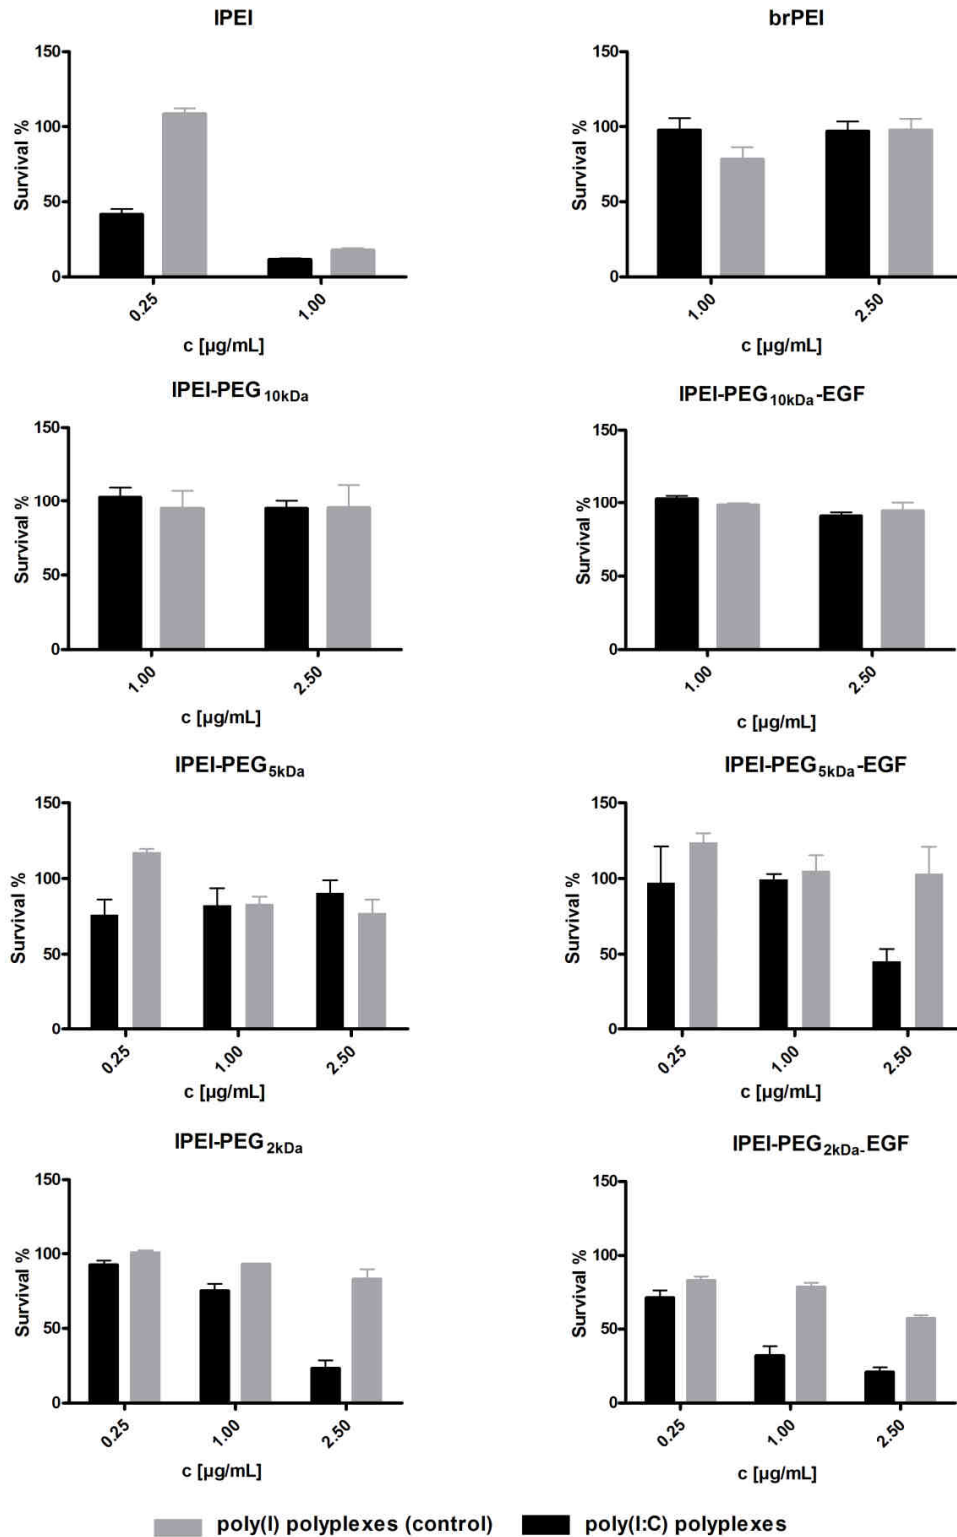 lPEI
150
100
50
0
Survival %
0.25
1.00
c [µg/mL]
brPEI
150
100
50
0
Survival %
1.00
2.50
c [µg/mL]
lPEI-PEG10kDa
150
100
50
0
Survival %
1.00
2.50
c [µg/mL]
lPEI-PEG10kDa-EGF
150
100
50
0
Survival %
1.00
2.50
c [µg/mL]
lPEI-PEG5kDa
150
100
50
0
Survival %
0.25
1.00
2.50
c [µg/mL]
lPEI-PEG5kDa-EGF
150
100
50
0
Survival %
0.25
1.00
2.50
c [µg/mL]
lPEI-PEG2kDa
150
100
50
0
Survival %
0.25
1.00
2.50
c [µg/mL]
lPEI-PEG2kDa-EGF
150
100
50
0
Survival %
0.25
1.00
2.50
c [µg/mL]
poly(I) polyplexes (control)
poly(I:C) polyplexes